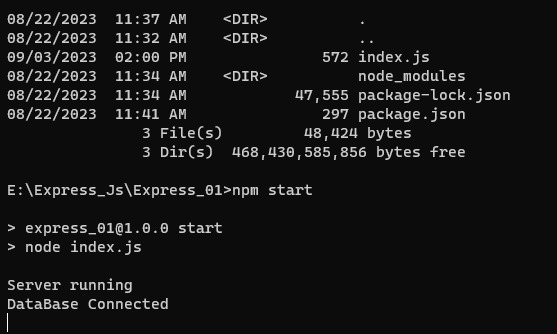 08/22/2023  11:37 AM    <DIR>          .
08/22/2023  11:32 AM    <DIR>          ..
09/03/2023  02:00 PM               572 index.js
08/22/2023  11:34 AM    <DIR>          node_modules
08/22/2023  11:34 AM            47,555 package-lock.json
08/22/2023  11:41 AM               297 package.json
               3 File(s)         48,424 bytes
               3 Dir(s)  468,430,585,856 bytes free
E:\Express_Js\Express_01>npm start
> express_01@1.0.0 start
> node index.js
Server running
DataBase Connected